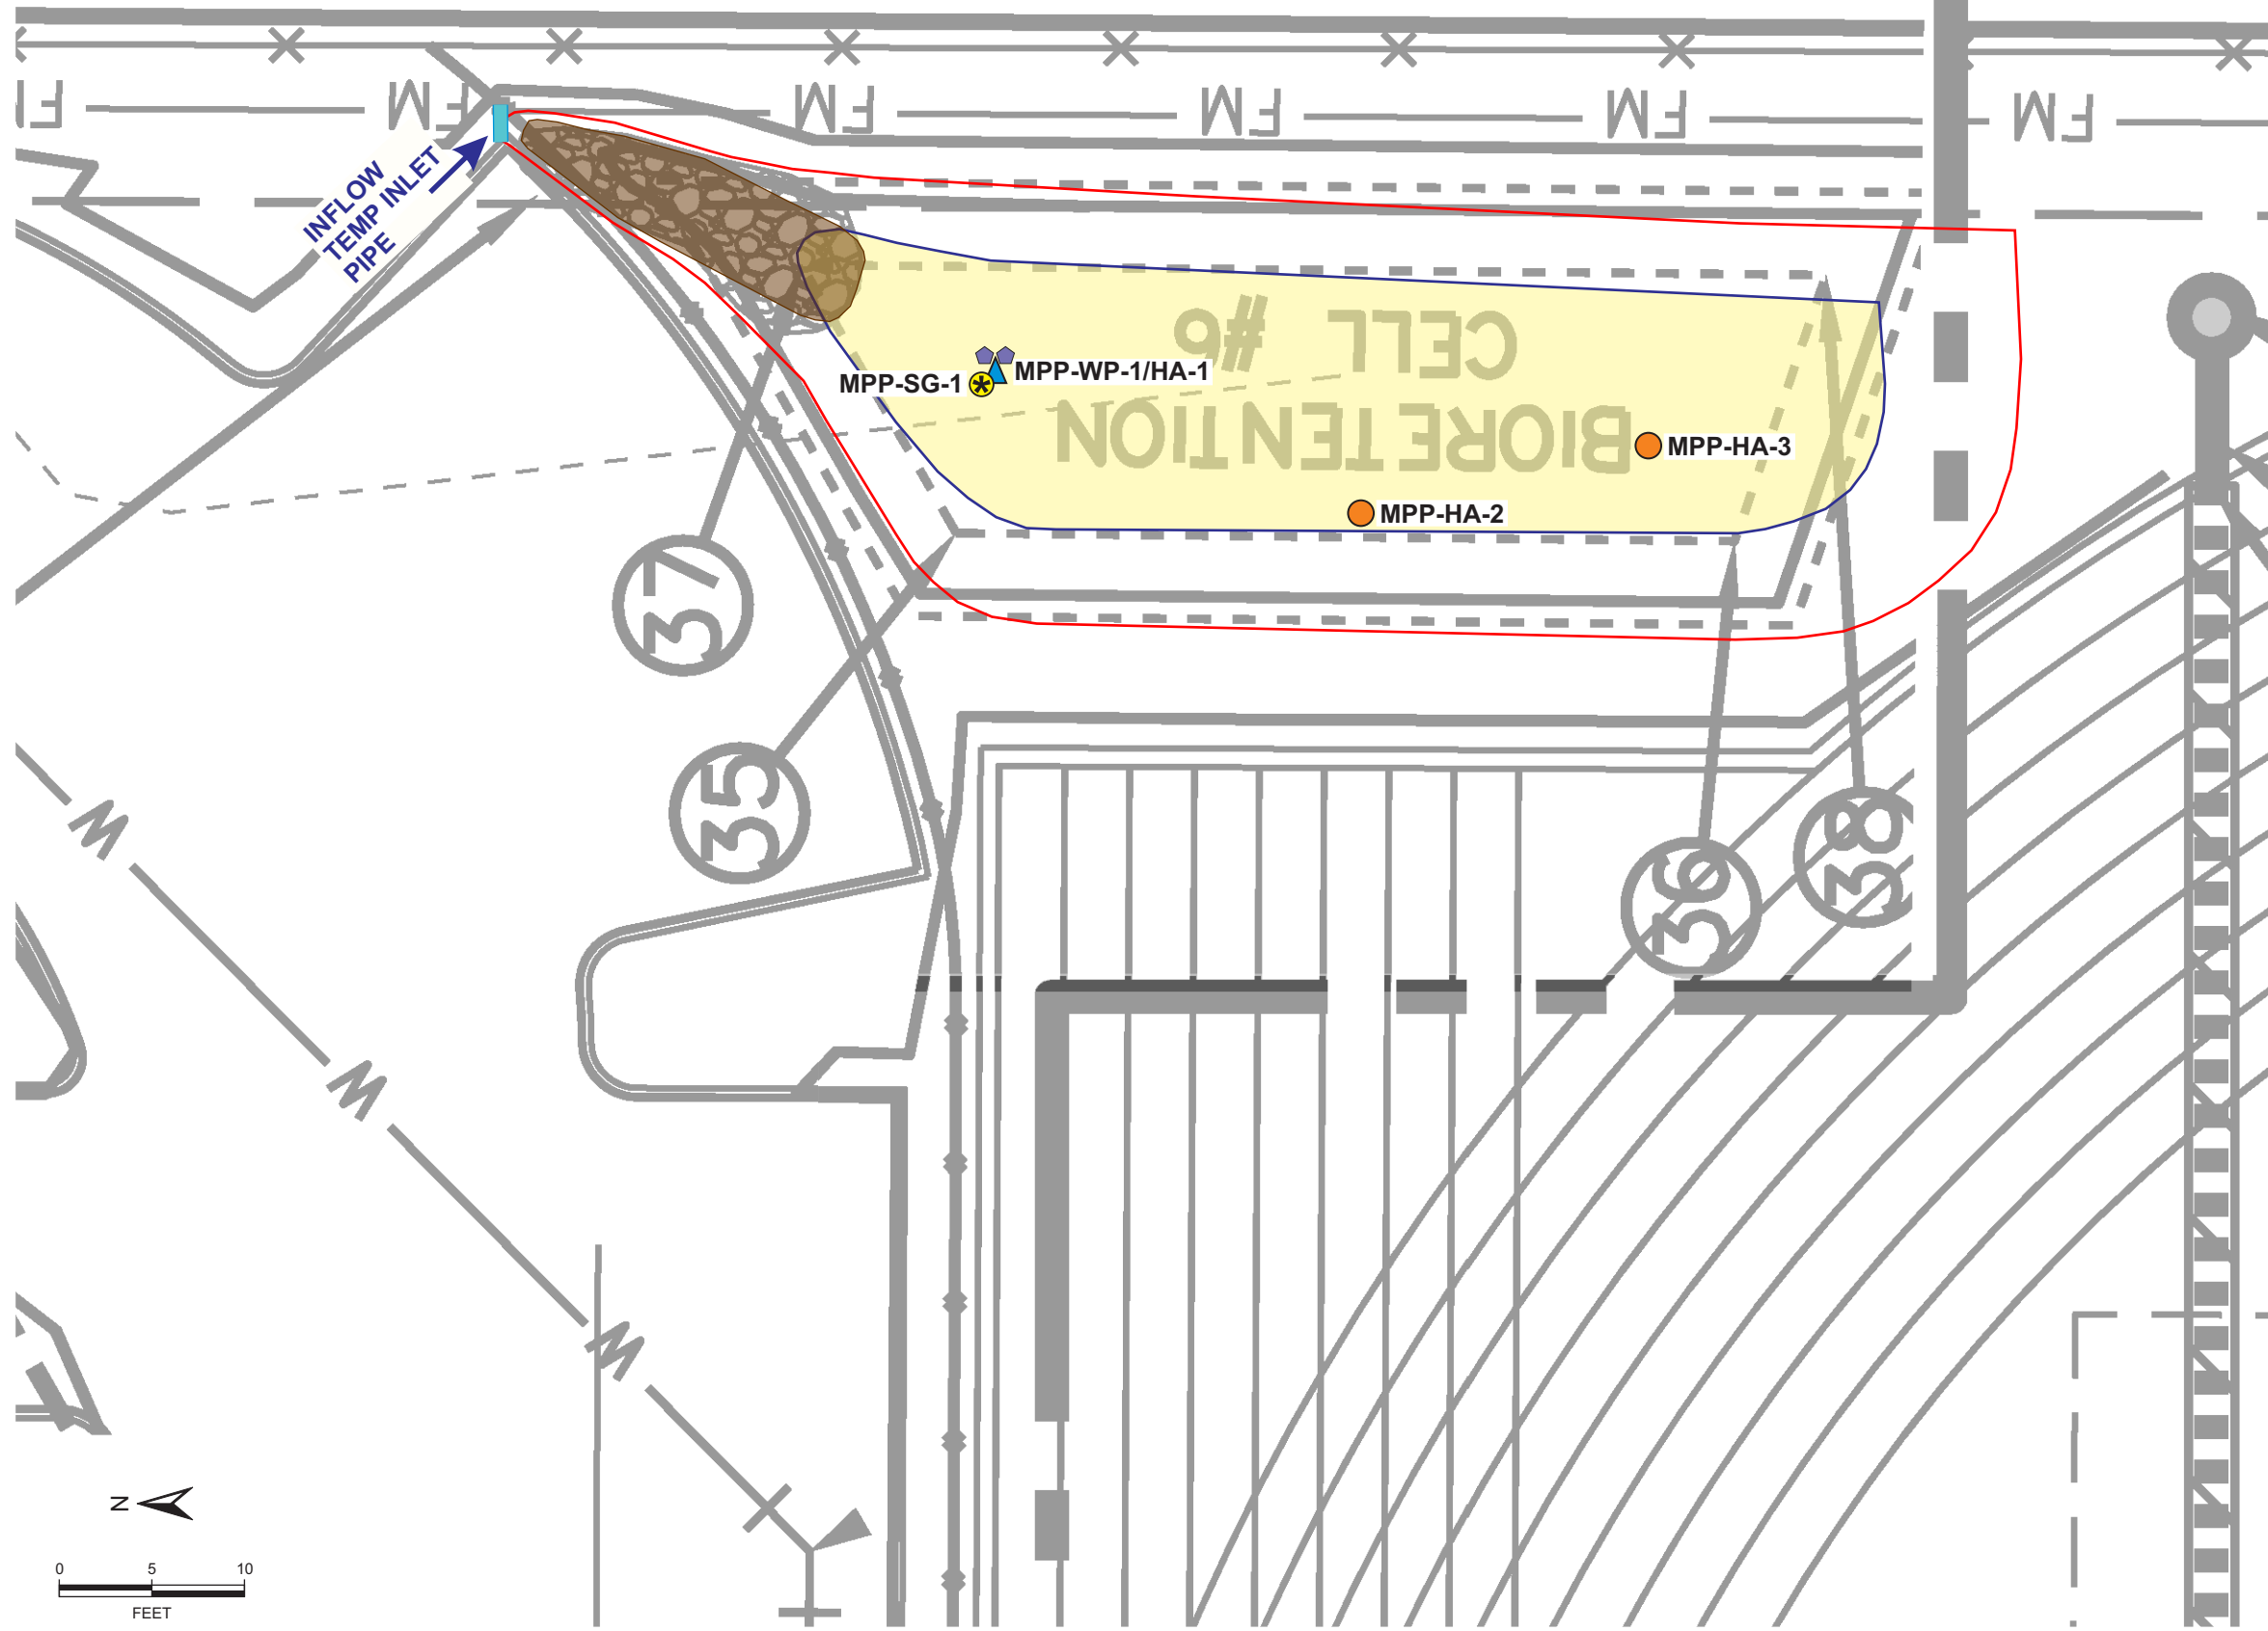 FM
FM
FM
FM
FM
FM
INFLOW
TEMP INLET
PIPE
CELL #6
BIORETENTION
MPP-WP-1/HA-1
MPP-SG-1
MPP-HA-3
MPP-HA-2
37
35
36
38
W
W
W
N
0 5 10
FEET